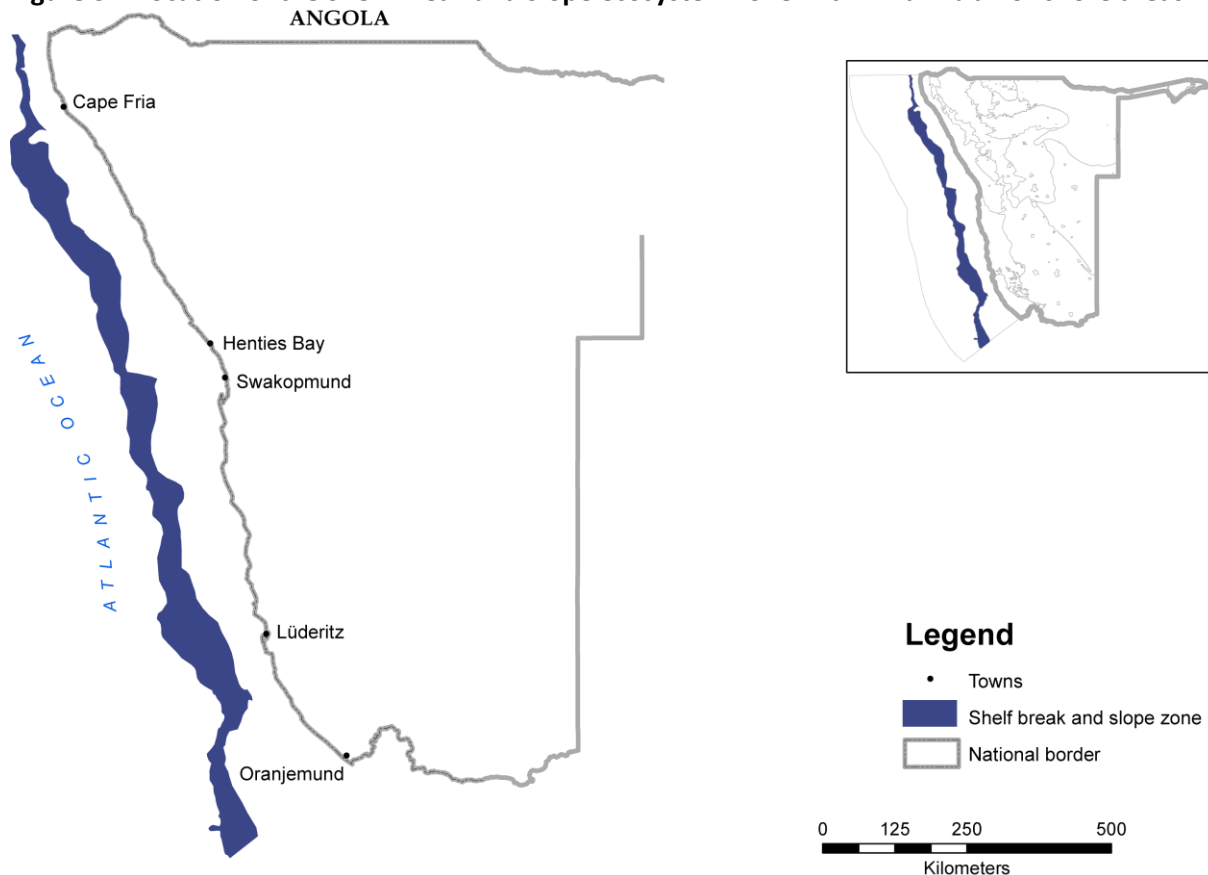 ANGOLA
Cape Fria
Henties Bay
Swakopmund
ATLANTIC OCEAN
Lüderitz
Oranjemund
Legend
Towns
Shelf break and slope zone
National border
0 125 250 500
Kilometers